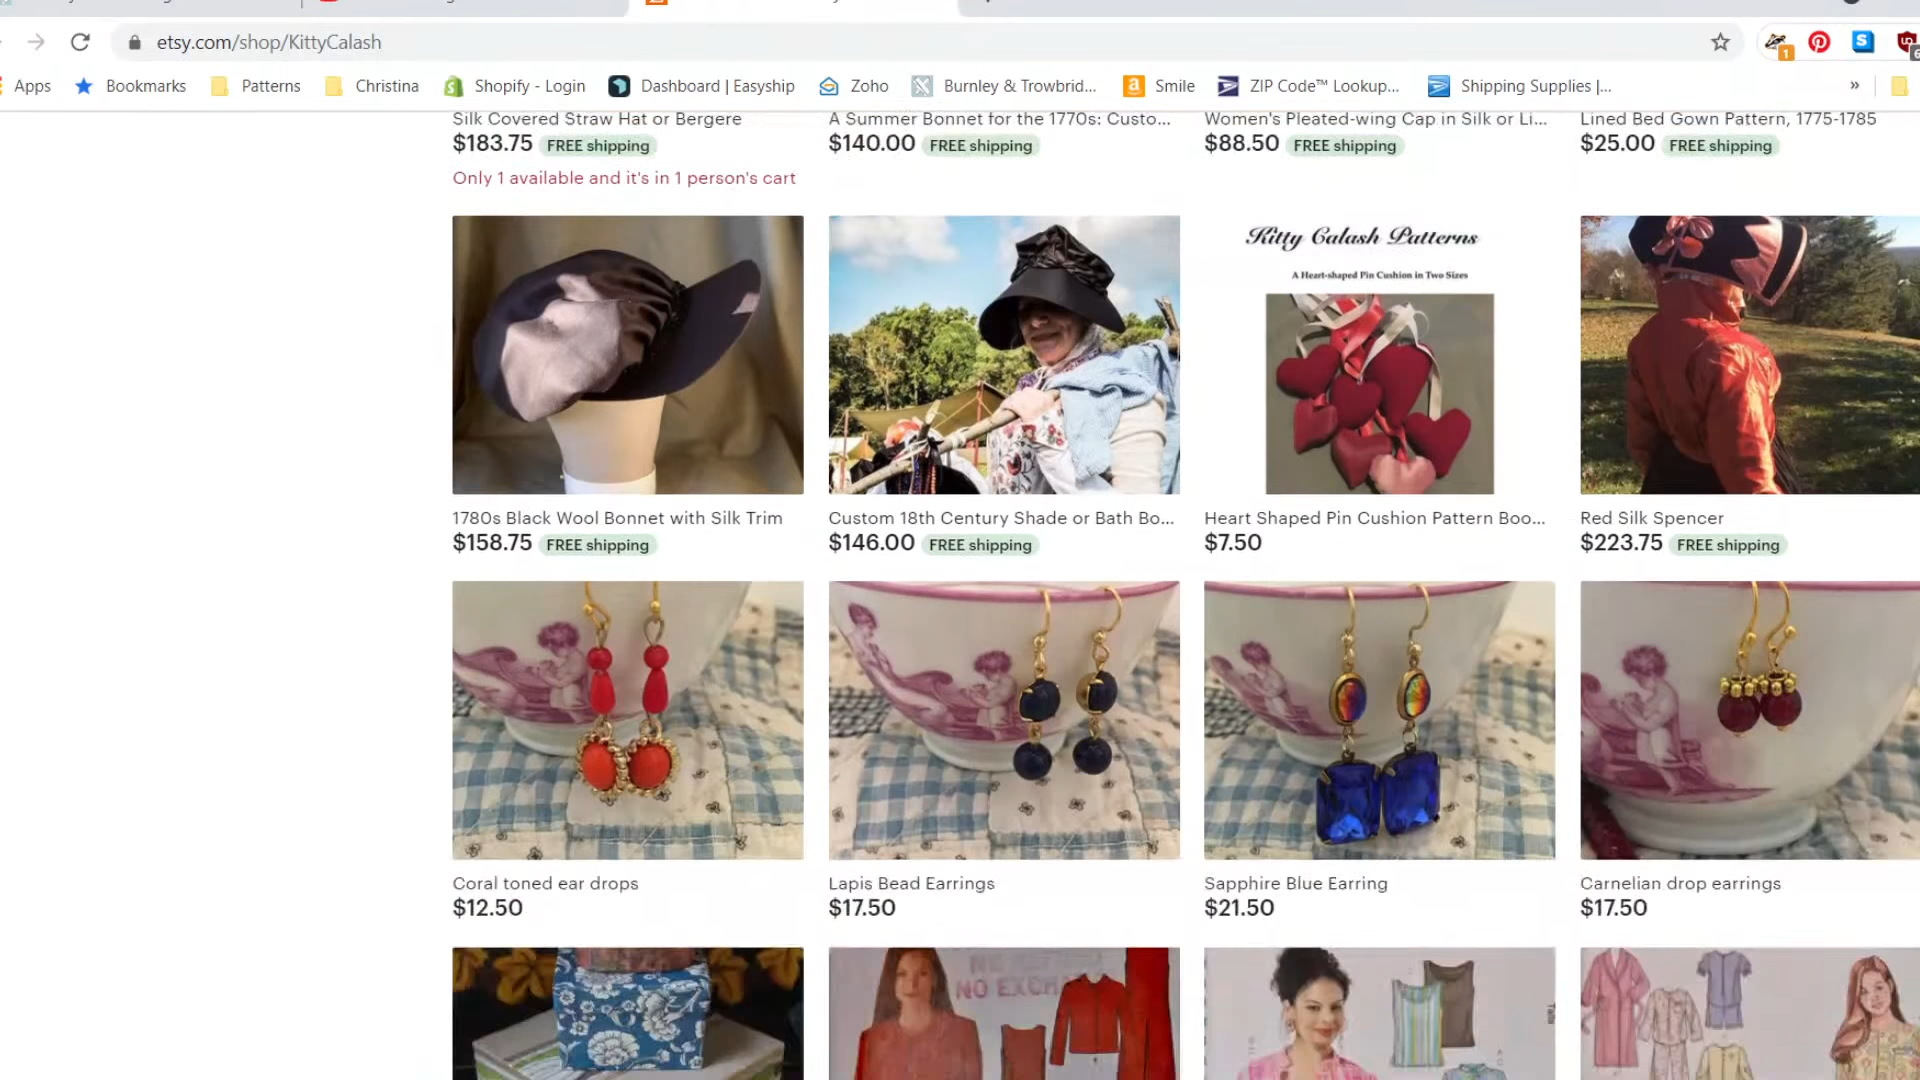 etsy.com/shop/KittyCalash
Apps Bookmarks Patterns Christina Shopify - Login Dashboard | Easyship Zoho Burnley & Trowbrid... Smile ZIP Code™ Lookup... Shipping Supplies |... »
Silk Covered Straw Hat or Bergere
$183.75 FREE shipping
Only 1 available and it's in 1 person's cart
A Summer Bonnet for the 1770s: Custo...
$140.00 FREE shipping
Women's Pleated-wing Cap in Silk or Li...
$88.50 FREE shipping
Lined Bed Gown Pattern, 1775-1785
$25.00 FREE shipping
Kitty Calash Patterns
A Heart-shaped Pin Cushion in Two Sizes
1780s Black Wool Bonnet with Silk Trim
$158.75 FREE shipping
Custom 18th Century Shade or Bath Bo...
$146.00 FREE shipping
Heart Shaped Pin Cushion Pattern Boo...
$7.50
Red Silk Spencer
$223.75 FREE shipping
Coral toned ear drops
$12.50
Lapis Bead Earrings
$17.50
Sapphire Blue Earring
$21.50
Carnelian drop earrings
$17.50